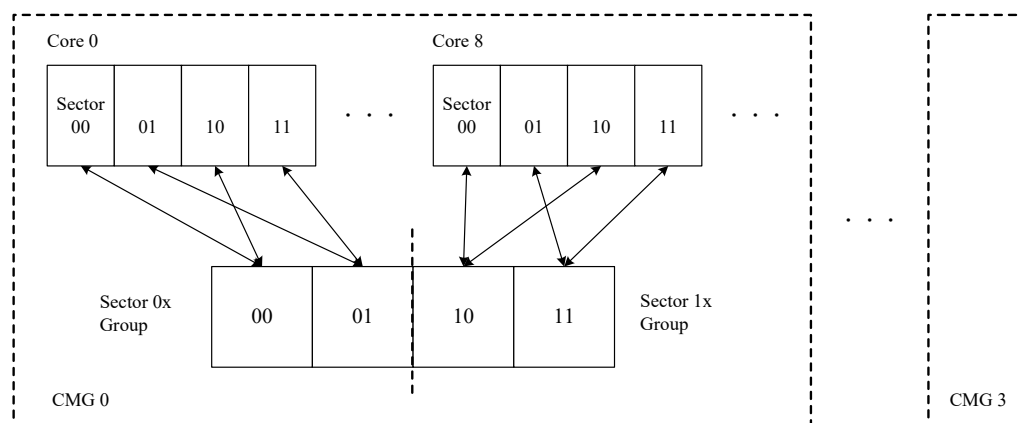 Core 0
Core 8
Sector
00
01
10
11
. . .
Sector
00
01
10
11
. . .
. . .
Sector 0x
Group
00
01
10
11
Sector 1x
Group
CMG 0
CMG 3